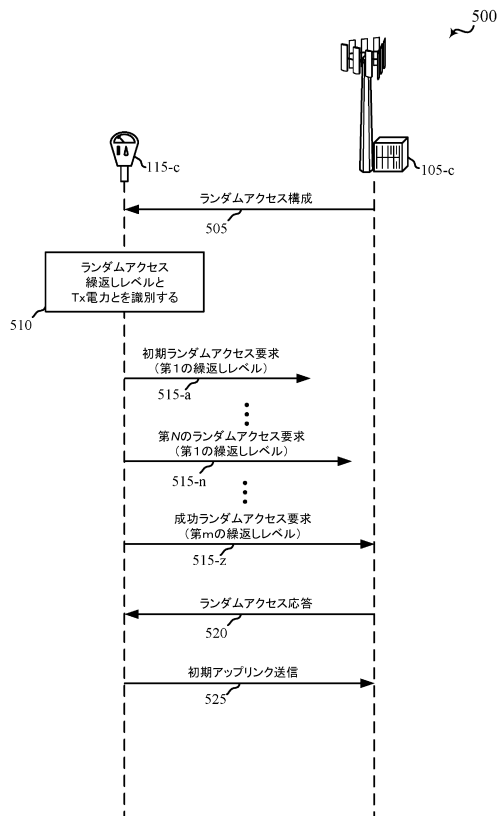 500
115-c
105-c
ランダムアクセス構成
505
ランダムアクセス
繰返しレベルと
Tx電力とを識別する
510
初期ランダムアクセス要求
（第1の繰返しレベル）
515-a
第Nのランダムアクセス要求
（第1の繰返しレベル）
515-n
成功ランダムアクセス要求
（第mの繰返しレベル）
515-z
ランダムアクセス応答
520
初期アップリンク送信
525